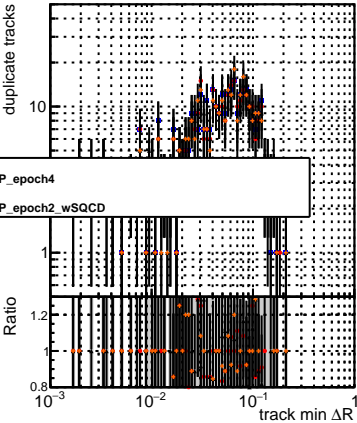 duplicate tracks
10
P_epoch4
P_epoch2_wSQCD
1
Ratio
1.2
1
0.8
10⁻³
10⁻²
10⁻¹
1
track min ΔR